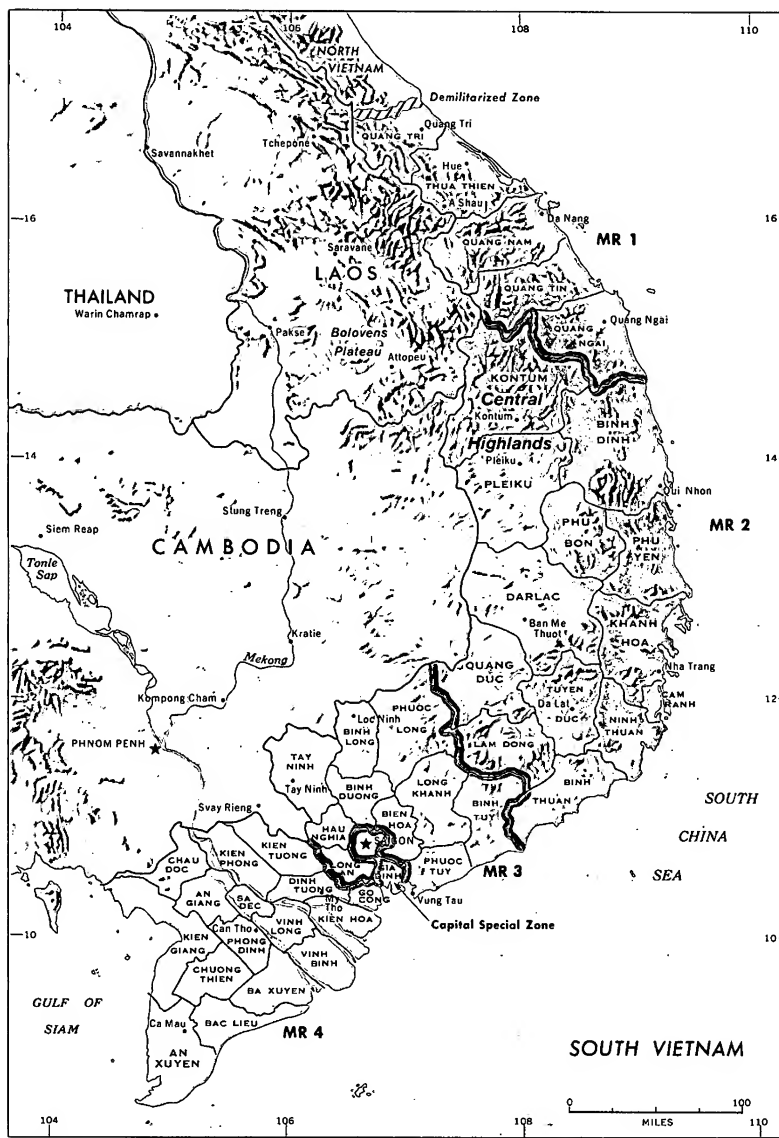 104
106
108
110
NORTH
VIETNAM
Demilitarized Zone
Quang Tri
QUANG TRI
Tchepone
Savannakhet
Hue
THUA THIEN
A Shau
16
Da Nang
MR 1
QUANG NAM
Saravane
LAOS
QUANG TIN
THAILAND
Warin Chamrap
Pakse
Bolovens
Plateau
Attopeu
Quang Ngai
QUANG
NGAI
KONTUM
Central
Kontum
Highlands
BINH
DINH
14
14
Pleiku
PLEIKU
Qui Nhon
MR 2
Stung Treng
Siem Reap
CAMBODIA
PHU
BON
PHU
YEN
Tonle
Sap
DARLAC
Ban Me
Thuot
KHANH
HOA
Kratie
Mekong
Nha Trang
QUANG
DUC
TUYEN
Da Lat
DUC
CAM
RANH
12
12
Kompong Cham
PHUOC
LONG
Loc Ninh
BINH
LONG
NINH
THUAN
PHNOM PENH
LAM DONG
TAY
NINH
Tay Ninh
BINH
DUONG
LONG
KHANH
BINH
TUY
BINH
THUAN
Svay Rieng
BIEN
HOA
HAU
NGHIA
SAIGON
SOUTH
CHINA
SEA
CHAU
DOC
KIEN
PHONG
KIEN
TUONG
LONG
AN
GIA
DINH
PHUOC
TUY
MR 3
AN
GIANG
SA
DEC
DINH
TUONG
My
Tho
GO
CONG
Vung Tau
KIEN HOA
Capital Special Zone
10
10
KIEN
GIANG
Can Tho
PHONG
DINH
VINH
LONG
VINH
BINH
CHUONG
THIEN
BA XUYEN
GULF OF
SIAM
Ca Mau
BAC LIEU
MR 4
AN
XUYEN
SOUTH VIETNAM
0
100
MILES
104
106
108
110